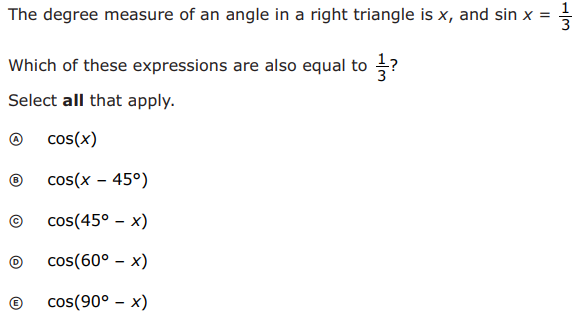 The degree measure of an angle in a right triangle is x, and sin x = 1/3
Which of these expressions are also equal to 1/3?
Select all that apply.
Ⓐ cos(x)
Ⓑ cos(x – 45°)
Ⓒ cos(45° – x)
Ⓓ cos(60° – x)
Ⓔ cos(90° – x)